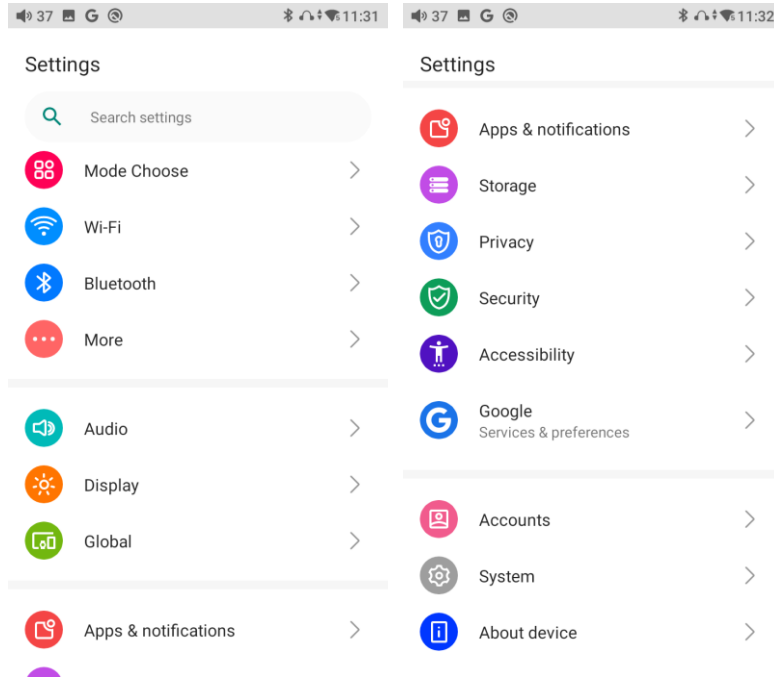 37 G 11:31
Settings
Search settings
Mode Choose
Wi-Fi
Bluetooth
More
Audio
Display
Global
Apps & notifications
37 G 11:32
Settings
Apps & notifications
Storage
Privacy
Security
Accessibility
G
Google
Services & preferences
Accounts
System
About device